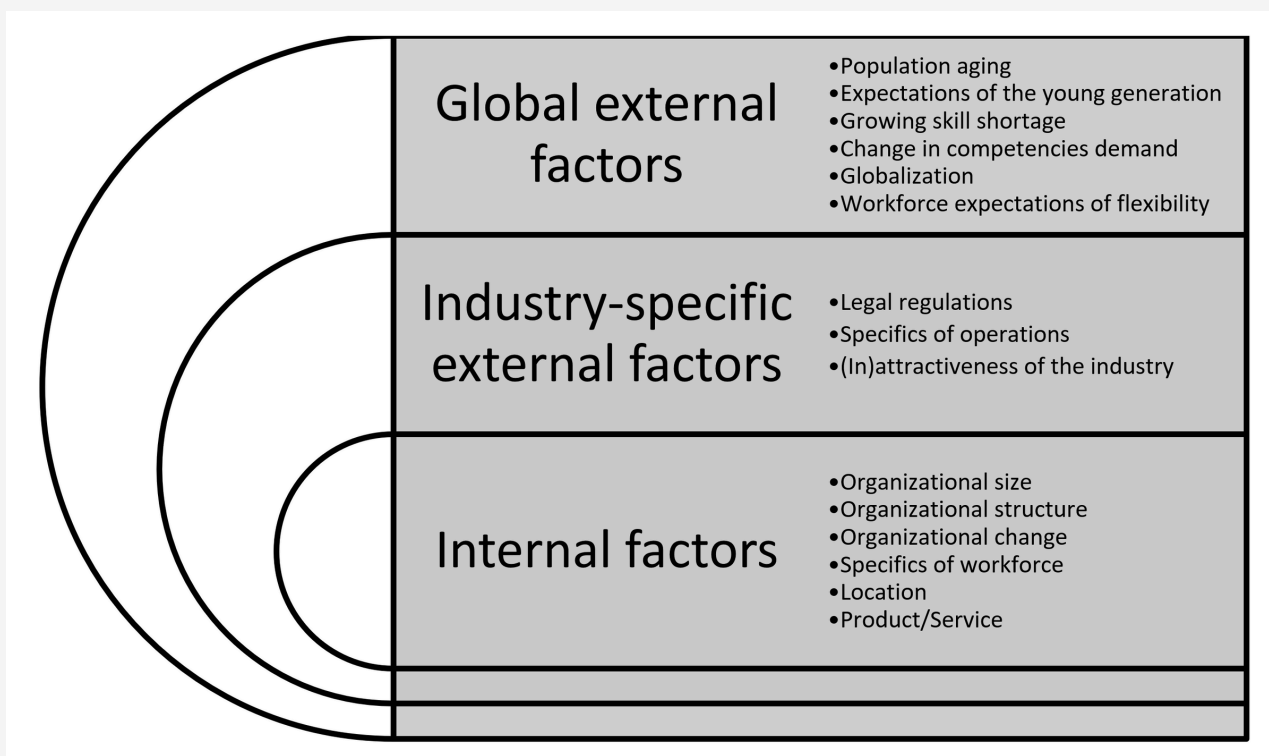 Global external
factors
•Population aging
•Expectations of the young generation
•Growing skill shortage
•Change in competencies demand
•Globalization
•Workforce expectations of flexibility
Industry-specific
external factors
•Legal regulations
•Specifics of operations
•(In)attractiveness of the industry
Internal factors
•Organizational size
•Organizational structure
•Organizational change
•Specifics of workforce
•Location
•Product/Service